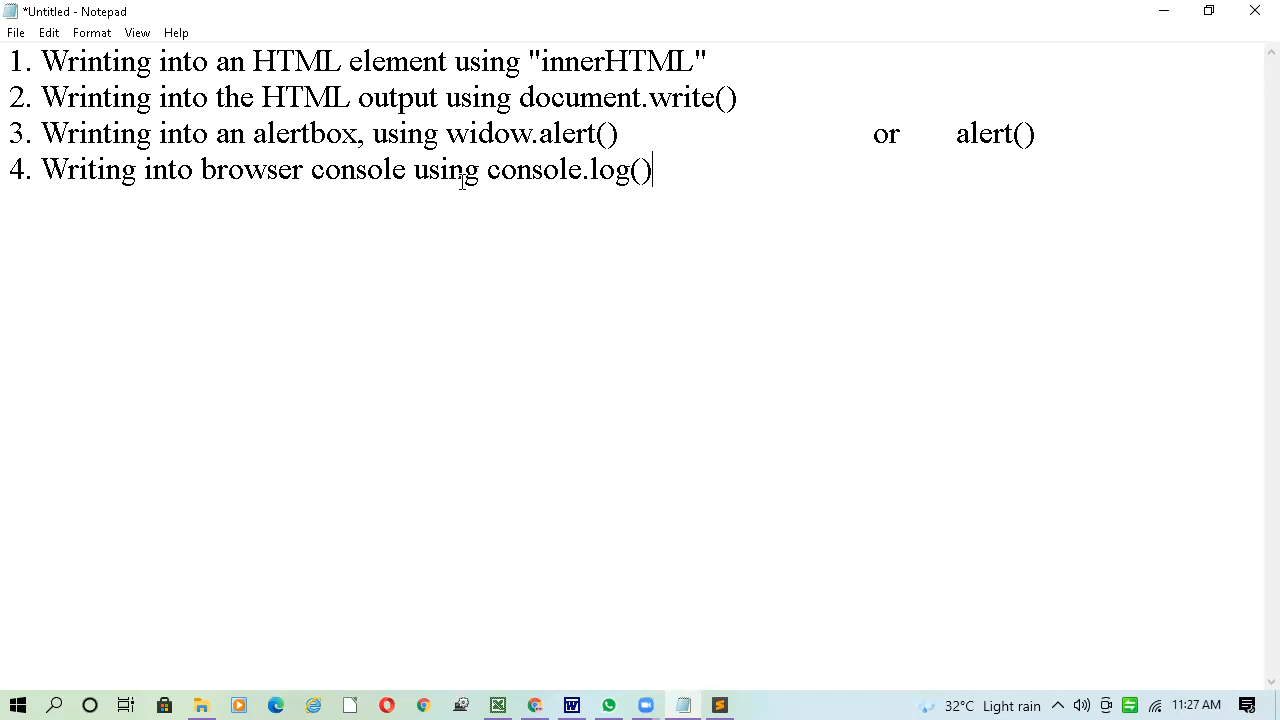 *Untitled - Notepad
File Edit Format View Help
1. Wrinting into an HTML element using "innerHTML"
2. Wrinting into the HTML output using document.write()
3. Wrinting into an alertbox, using widow.alert() or alert()
4. Writing into browser console using console.log()
32°C Light rain 11:27 AM